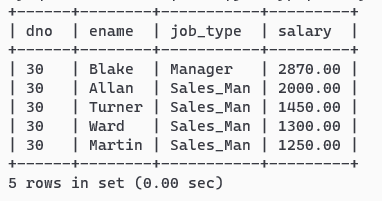 +------+--------+-----------+---------+
| dno  | ename  | job_type  | salary  |
+------+--------+-----------+---------+
| 30   | Blake  | Manager   | 2870.00 |
| 30   | Allan  | Sales_Man | 2000.00 |
| 30   | Turner | Sales_Man | 1450.00 |
| 30   | Ward   | Sales_Man | 1300.00 |
| 30   | Martin | Sales_Man | 1250.00 |
+------+--------+-----------+---------+
5 rows in set (0.00 sec)